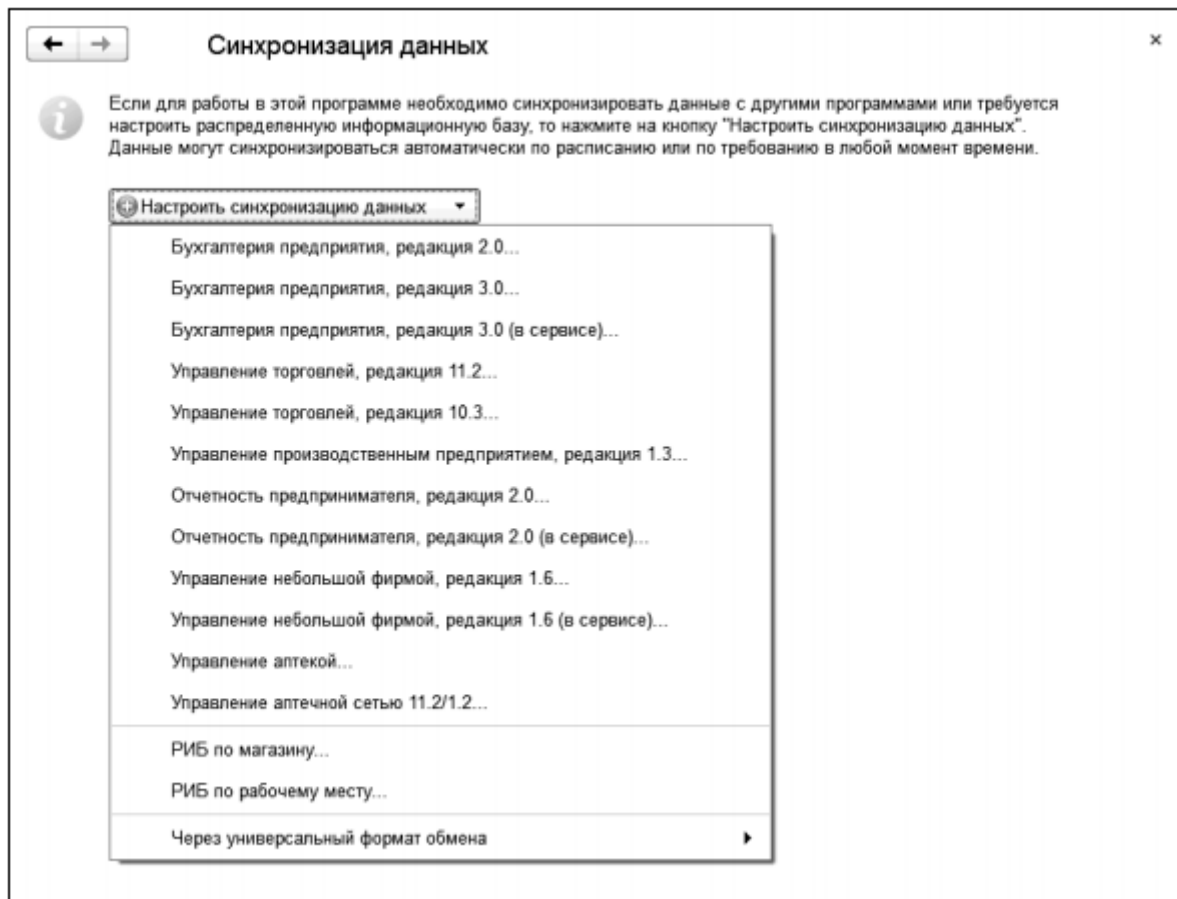 Синхронизация данных
Если для работы в этой программе необходимо синхронизировать данные с другими программами или требуется
настроить распределенную информационную базу, то нажмите на кнопку "Настроить синхронизацию данных".
Данные могут синхронизироваться автоматически по расписанию или по требованию в любой момент времени.
Настроить синхронизацию данных
Бухгалтерия предприятия, редакция 2.0...
Бухгалтерия предприятия, редакция 3.0...
Бухгалтерия предприятия, редакция 3.0 (в сервисе)...
Управление торговлей, редакция 11.2...
Управление торговлей, редакция 10.3...
Управление производственным предприятием, редакция 1.3...
Отчетность предпринимателя, редакция 2.0...
Отчетность предпринимателя, редакция 2.0 (в сервисе)...
Управление небольшой фирмой, редакция 1.6...
Управление небольшой фирмой, редакция 1.6 (в сервисе)...
Управление аптекой...
Управление аптечной сетью 11.2/1.2...
РИБ по магазину...
РИБ по рабочему месту...
Через универсальный формат обмена